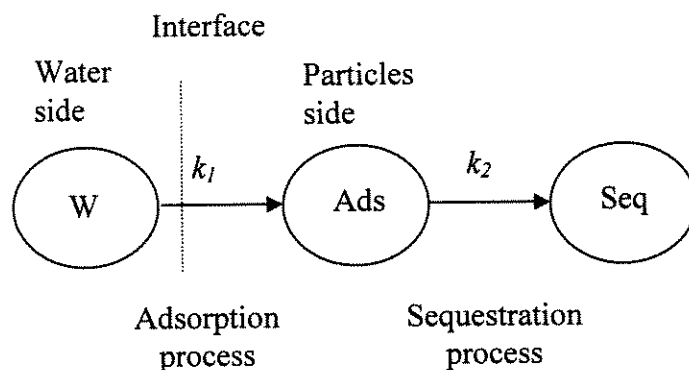 Interface
Water
side
Particles
side
k1
k2
W
Ads
Seq
Adsorption
process
Sequestration
process